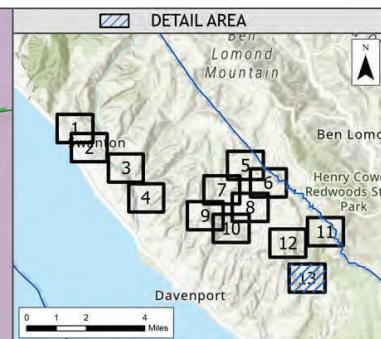 DETAIL AREA
N
Ben
Lomond
Mountain
1
2
3
4
5
Ben Lomo
6
7
Henry Cowe
Redwoods St
Park
8
9
10
11
12
13
Davenport
0 1 2 4
Miles